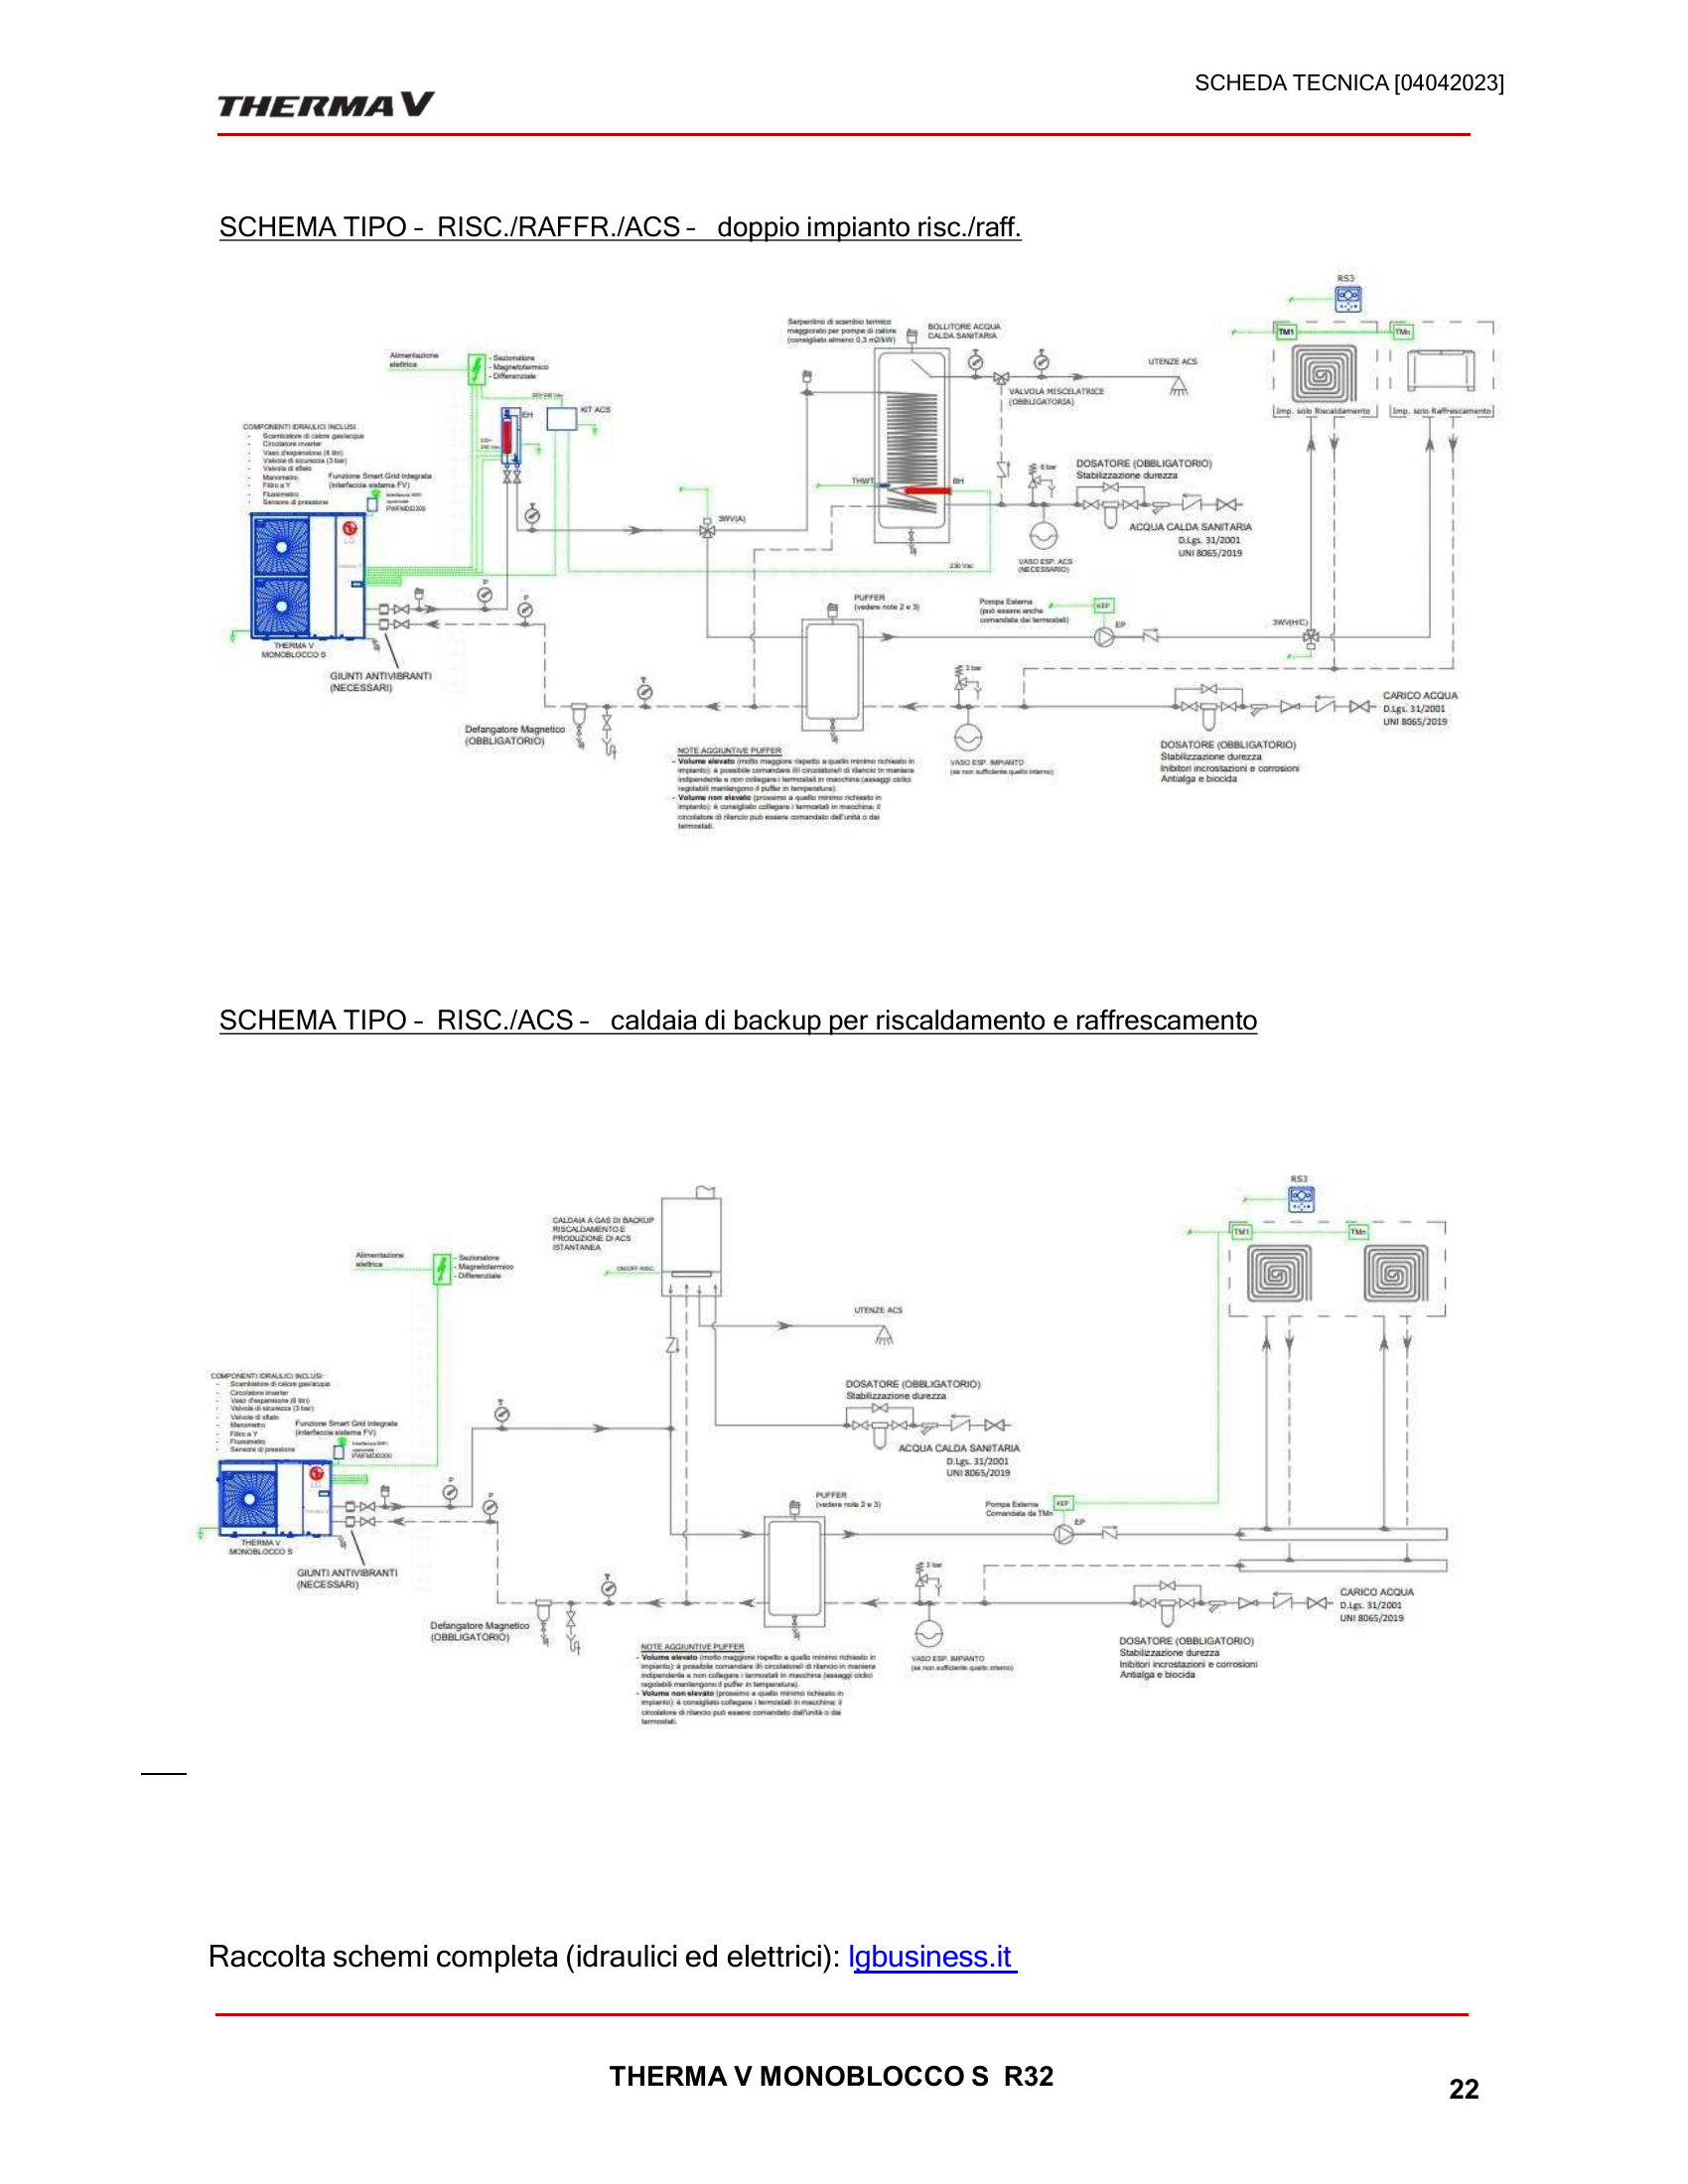 SCHEDA TECNICA [04042023]
THERMA V
SCHEMA TIPO - RISC./RAFFR./ACS - doppio impianto risc./raff.
RS3
TM1
TMn
Imp. solo Riscaldamento
Imp. solo Raffrescamento
Serpentino di scambio termico
maggiorato per pompe di calore
(consigliato almeno 0,3 m2/kW)
BOLLITORE ACQUA
CALDA SANITARIA
UTENZE ACS
VALVOLA MISCELATRICE
(OBBLIGATORIA)
Alimentazione
elettrica
- Sezionatore
- Magnetotermico
- Differenziale
EH
KIT ACS
COMPONENTI IDRAULICI INCLUSI
- Scambiatore di calore gas/acqua
- Circolatore inverter
- Vaso d'espansione (8 litri)
- Valvola di sicurezza (3 bar)
- Valvola di sfiato
- Manometro
- Filtro a Y
- Flussimetro
- Sensore di pressione
Funzione Smart Grid integrata
(interfaccia sistema FV)
Interfaccia WIFI
opzionale
PWFMDD200
LG
THERMA V
MONOBLOCCO S
GIUNTI ANTIVIBRANTI
(NECESSARI)
P
P
3WV(A)
THWT
BH
6 bar
DOSATORE (OBBLIGATORIO)
Stabilizzazione durezza
ACQUA CALDA SANITARIA
D.Lgs. 31/2001
UNI 8065/2019
VASO ESP. ACS
(NECESSARIO)
230 Vac
PUFFER
(vedere note 2 e 3)
Pompa Esterna
(può essere anche
comandata dai termostati)
KEP
EP
3WV(H/C)
3 bar
T
Defangatore Magnetico
(OBBLIGATORIO)
VASO ESP. IMPIANTO
(se non sufficiente quello interno)
CARICO ACQUA
D.Lgs. 31/2001
UNI 8065/2019
DOSATORE (OBBLIGATORIO)
Stabilizzazione durezza
Inibitori incrostazioni e corrosioni
Antialga e biocida
NOTE AGGIUNTIVE PUFFER
- Volume elevato (molto maggiore rispetto a quello minimo richiesto in
impianto): è possibile comandare il/i circolatore/i di rilancio in maniera
indipendente e non collegare i termostati in macchina (assaggi ciclici
regolabili mantengono il puffer in temperatura).
- Volume non elevato (prossimo a quello minimo richiesto in
impianto): è consigliato collegare i termostati in macchina; il
circolatore di rilancio può essere comandato dall'unità o dai
termostati.
SCHEMA TIPO - RISC./ACS - caldaia di backup per riscaldamento e raffrescamento
RS3
TM1
TMn
CALDAIA A GAS DI BACKUP
RISCALDAMENTO E
PRODUZIONE DI ACS
ISTANTANEA
ON/OFF RISC.
UTENZE ACS
Alimentazione
elettrica
- Sezionatore
- Magnetotermico
- Differenziale
COMPONENTI IDRAULICI INCLUSI:
- Scambiatore di calore gas/acqua
- Circolatore inverter
- Vaso d'espansione (8 litri)
- Valvola di sicurezza (3 bar)
- Valvola di sfiato
- Manometro
- Filtro a Y
- Flussimetro
- Sensore di pressione
Funzione Smart Grid integrata
(interfaccia sistema FV)
Interfaccia WIFI
opzionale
PWFMDD200
LG
THERMA V
MONOBLOCCO S
GIUNTI ANTIVIBRANTI
(NECESSARI)
P
P
DOSATORE (OBBLIGATORIO)
Stabilizzazione durezza
ACQUA CALDA SANITARIA
D.Lgs. 31/2001
UNI 8065/2019
PUFFER
(vedere note 2 e 3)
Pompa Esterna
Comandata da TMn
KEP
EP
3 bar
T
Defangatore Magnetico
(OBBLIGATORIO)
VASO ESP. IMPIANTO
(se non sufficiente quello interno)
CARICO ACQUA
D.Lgs. 31/2001
UNI 8065/2019
DOSATORE (OBBLIGATORIO)
Stabilizzazione durezza
Inibitori incrostazioni e corrosioni
Antialga e biocida
NOTE AGGIUNTIVE PUFFER
- Volume elevato (molto maggiore rispetto a quello minimo richiesto in
impianto): è possibile comandare il/i circolatore/i di rilancio in maniera
indipendente e non collegare i termostati in macchina (assaggi ciclici
regolabili mantengono il puffer in temperatura).
- Volume non elevato (prossimo a quello minimo richiesto in
impianto): è consigliato collegare i termostati in macchina; il
circolatore di rilancio può essere comandato dall'unità o dai
termostati.
Raccolta schemi completa (idraulici ed elettrici): lgbusiness.it
THERMA V MONOBLOCCO S R32
22